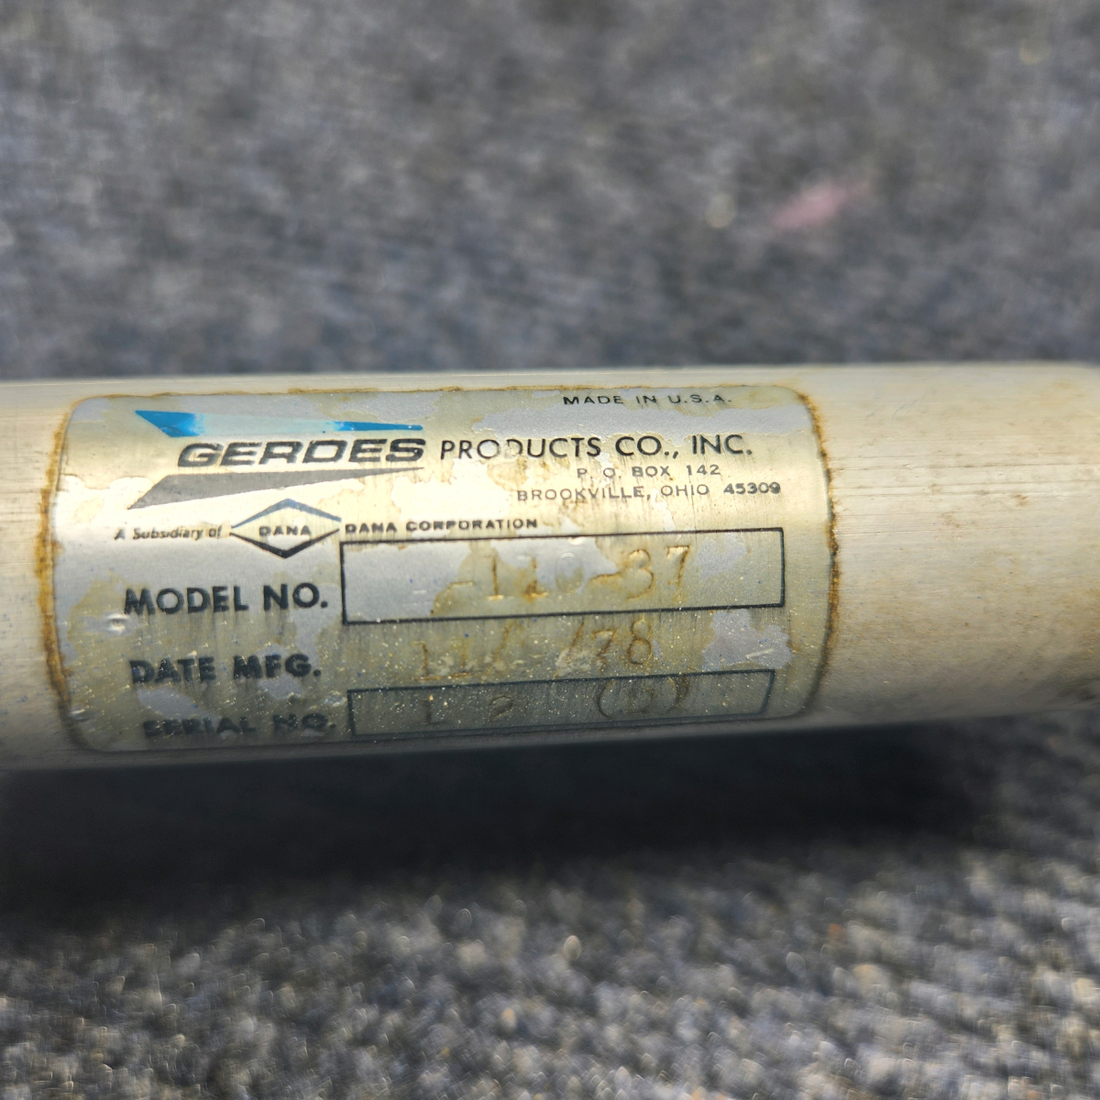 MADE IN U.S.A.
GERDES PRODUCTS CO., INC.
P. O. BOX 142
BROOKVILLE, OHIO 45309
A Subsidiary of DANA DANA CORPORATION
MODEL NO.
DATE MFG.
SERIAL NO.